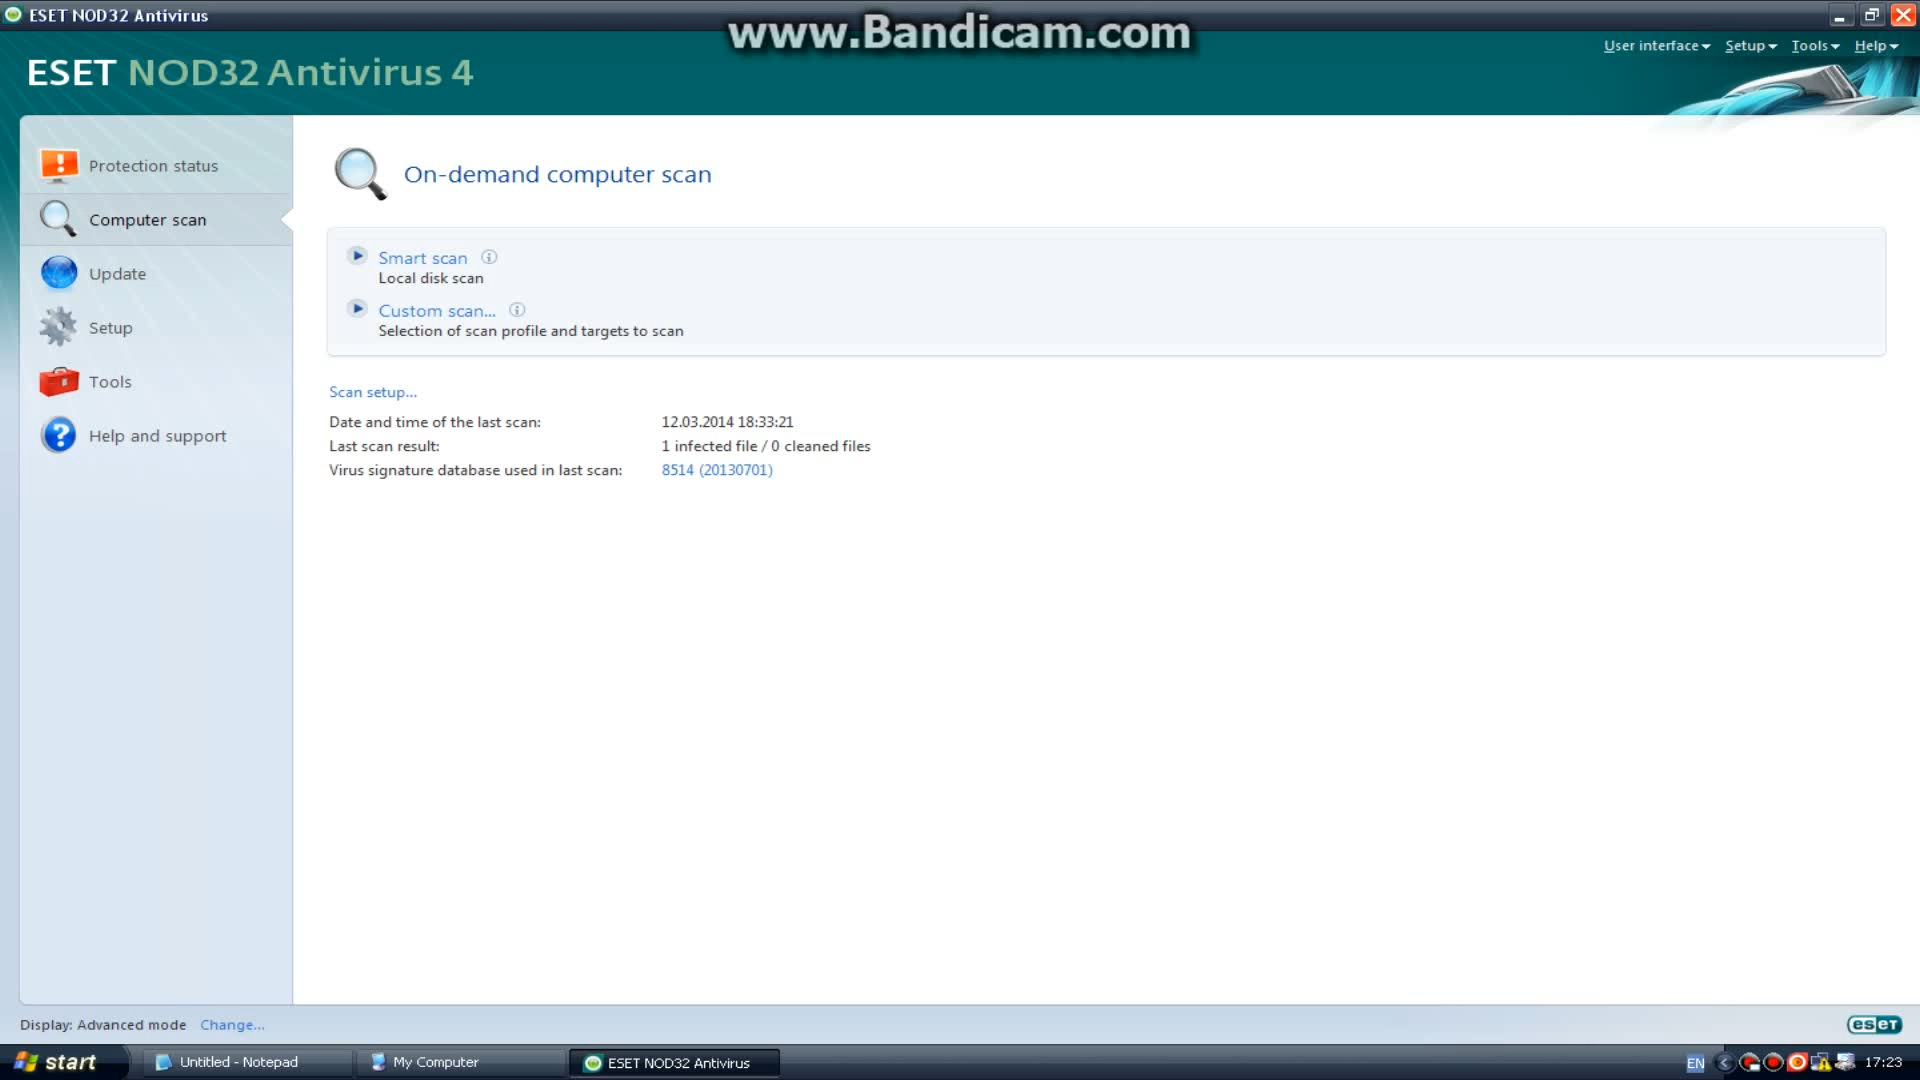 ESET NOD32 Antivirus
www.Bandicam.com
User interface Setup Tools Help
ESET NOD32 Antivirus 4
Protection status
Computer scan
Update
Setup
Tools
Help and support
On-demand computer scan
Smart scan
Local disk scan
Custom scan...
Selection of scan profile and targets to scan
Scan setup...
Date and time of the last scan: 12.03.2014 18:33:21
Last scan result: 1 infected file / 0 cleaned files
Virus signature database used in last scan: 8514 (20130701)
Display: Advanced mode Change...
eset
start Untitled - Notepad My Computer ESET NOD32 Antivirus EN 17:23